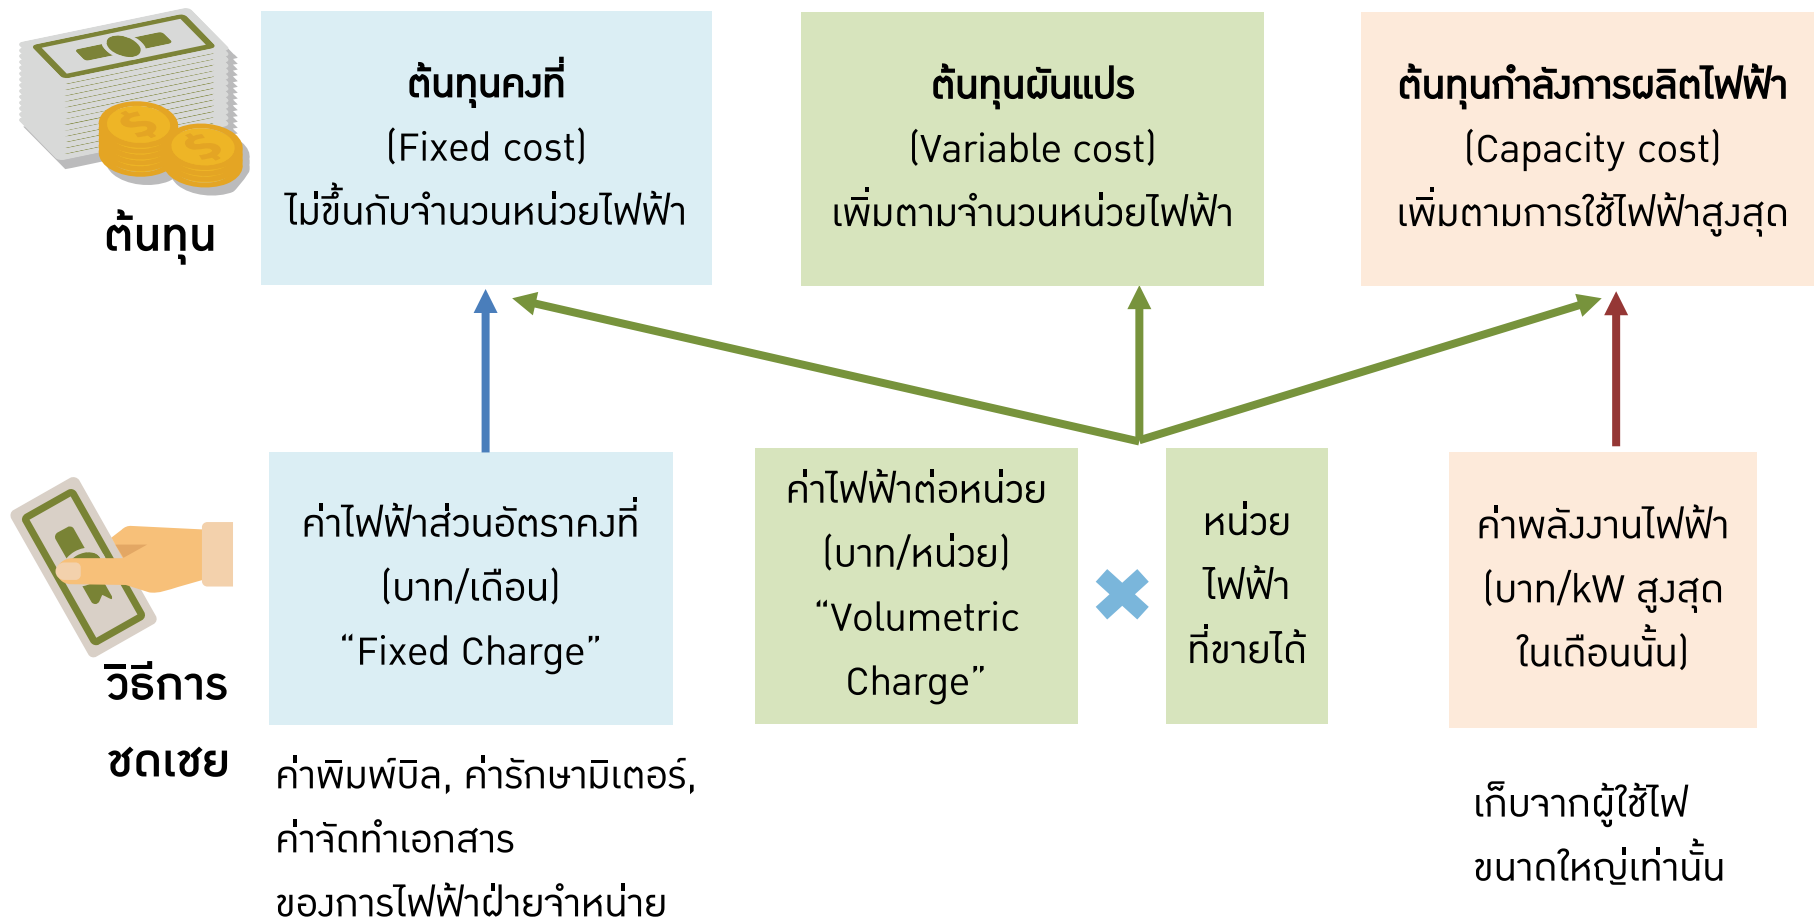 ต้นทุน
ต้นทุนคงที่
(Fixed cost)
ไม่ขึ้นกับจำนวนหน่วยไฟฟ้า
ต้นทุนผันแปร
(Variable cost)
เพิ่มตามจำนวนหน่วยไฟฟ้า
ต้นทุนกำลังการผลิตไฟฟ้า
(Capacity cost)
เพิ่มตามการใช้ไฟฟ้าสูงสุด
วิธีการ
ชดเชย
ค่าไฟฟ้าส่วนอัตราคงที่
(บาท/เดือน)
“Fixed Charge”
ค่าไฟฟ้าต่อหน่วย
(บาท/หน่วย)
“Volumetric
Charge”
หน่วย
ไฟฟ้า
ที่ขายได้
ค่าพลังงานไฟฟ้า
(บาท/kW สูงสุด
ในเดือนนั้น)
ค่าพิมพ์บิล, ค่ารักษามิเตอร์,
ค่าจัดทำเอกสาร
ของการไฟฟ้าฝ่ายจำหน่าย
เก็บจากผู้ใช้ไฟ
ขนาดใหญ่เท่านั้น